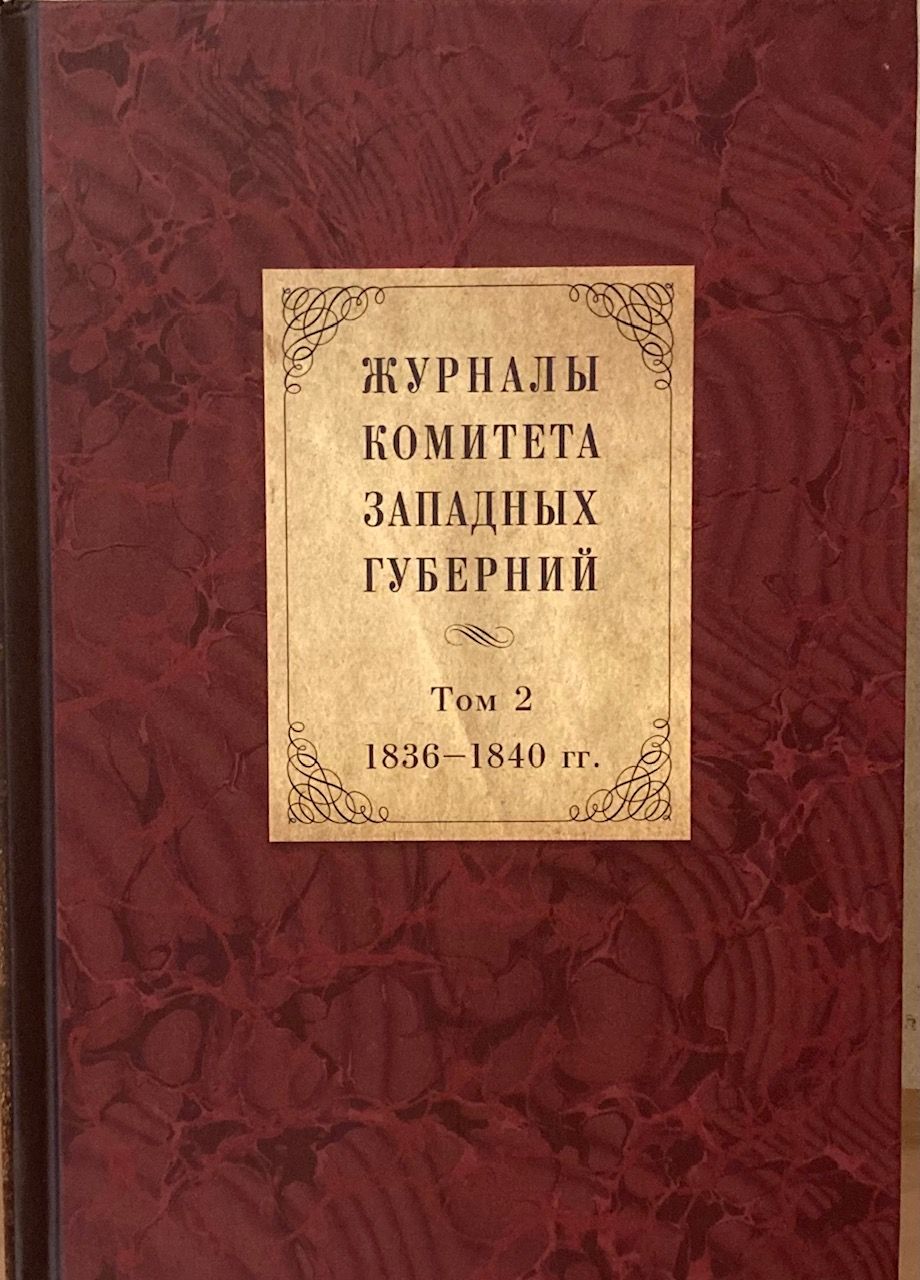 ЖУРНАЛЫ
КОМИТЕТА
ЗАПАДНЫХ
ГУБЕРНИЙ
Том 2
1836–1840 гг.